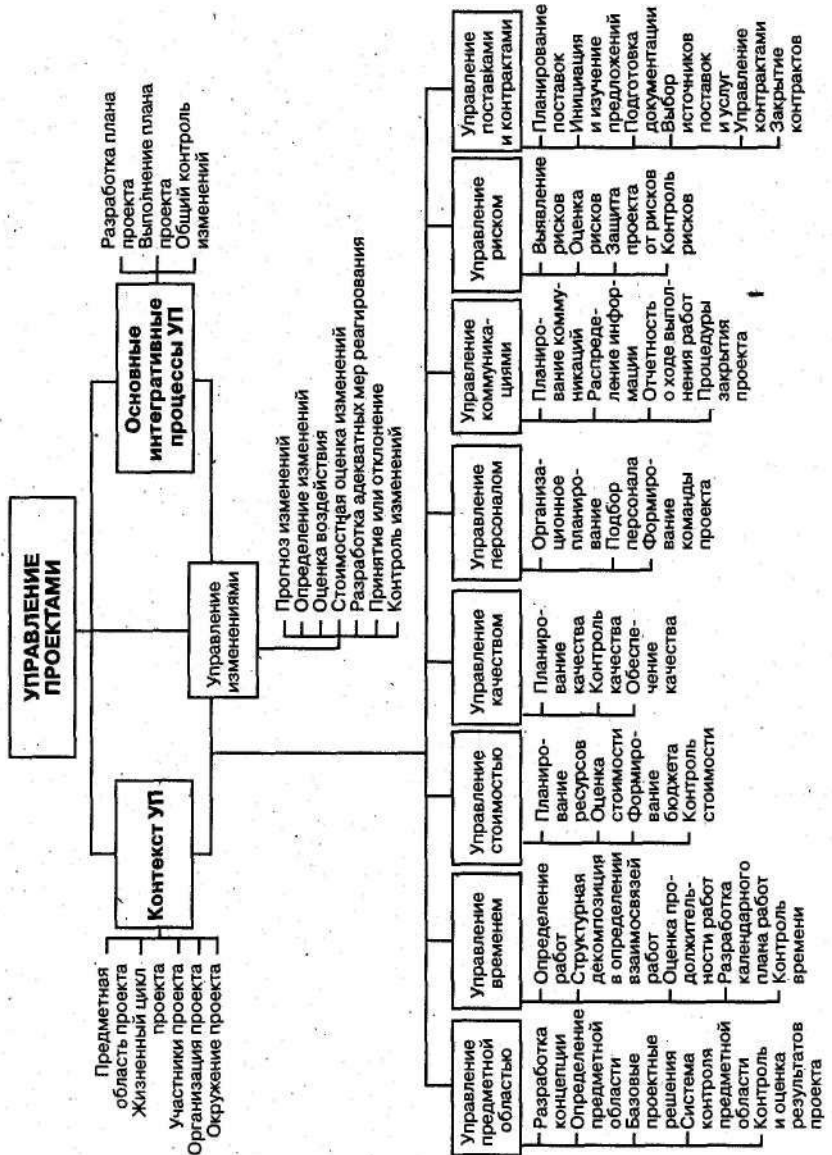 УПРАВЛЕНИЕ
ПРОЕКТАМИ
Контекст УП
Предметная
область проекта
Жизненный цикл
проекта
Участники проекта
Организация проекта
Окружение проекта
Управление
изменениями
Прогноз изменений
Определение изменений
Оценка воздействия
Стоимостная оценка изменений
Разработка адекватных мер реагирования
Принятие или отклонение
Контроль изменений
Основные
интегративные
процессы УП
Разработка плана
проекта
Выполнение плана
проекта
Общий контроль
изменений
Управление
предметной
областью
Разработка
концепции
Определение
предметной
области
Базовые
проектные
решения
Система
контроля
предметной
области
Контроль
и оценка
результатов
проекта
Управление
временем
Определение
работ
Структурная
декомпозиция
в определении
взаимосвязей
работ
Оценка про-
должитель-
ности работ
Разработка
календарного
плана работ
Контроль
времени
Управление
стоимостью
Планиро-
вание
ресурсов
Оценка
стоимости
Формиро-
вание
бюджета
Контроль
стоимости
Управление
качеством
Планиро-
вание
качества
Контроль
качества
Обеспе-
чение
качества
Управление
персоналом
Организа-
ционное
планиро-
вание
Подбор
персонала
Формиро-
вание
команды
проекта
Управление
коммуника-
циями
Планиро-
вание комму-
никаций
Распреде-
ление инфор-
мации
Отчетность
о ходе выпол-
нения работ
Процедуры
закрытия
проекта
Управление
риском
Выявление
рисков
Оценка
рисков
Защита
проекта
от рисков
Контроль
рисков
Управление
поставками
и контрактами
Планирование
поставок
Инициация
и изучение
предложений
Подготовка
документации
Выбор
источников
поставок
и услуг
Управление
контрактами
Закрытие
контрактов